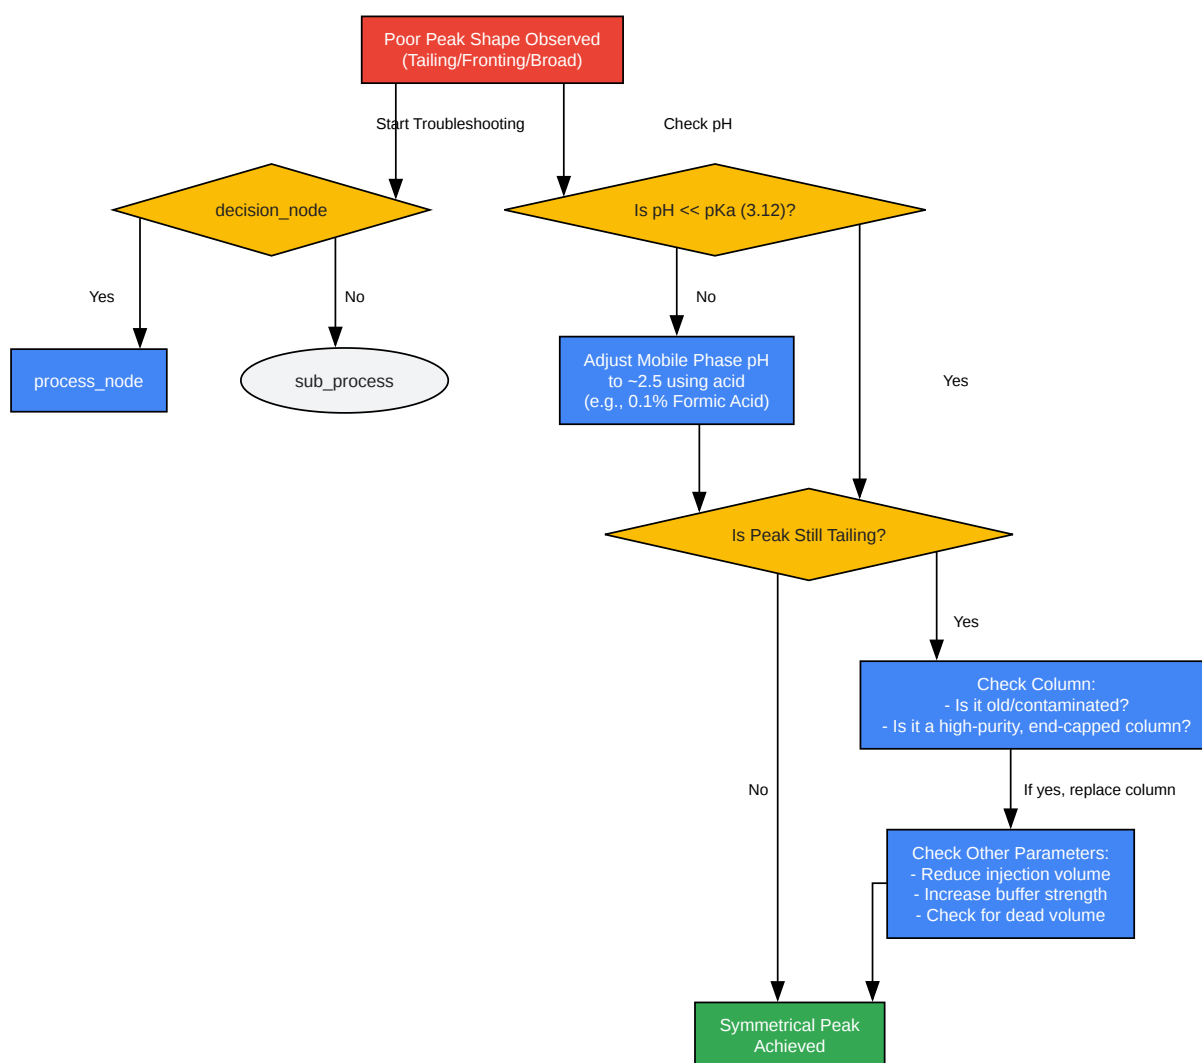 Poor Peak Shape Observed
(Tailing/Fronting/Broad)
Start Troubleshooting
Check pH
decision_node
Is pH << pKa (3.12)?
Yes
No
No
process_node
sub_process
Adjust Mobile Phase pH
to ~2.5 using acid
(e.g., 0.1% Formic Acid)
Yes
Is Peak Still Tailing?
Yes
Check Column:
- Is it old/contaminated?
- Is it a high-purity, end-capped column?
No
If yes, replace column
Check Other Parameters:
- Reduce injection volume
- Increase buffer strength
- Check for dead volume
Symmetrical Peak
Achieved